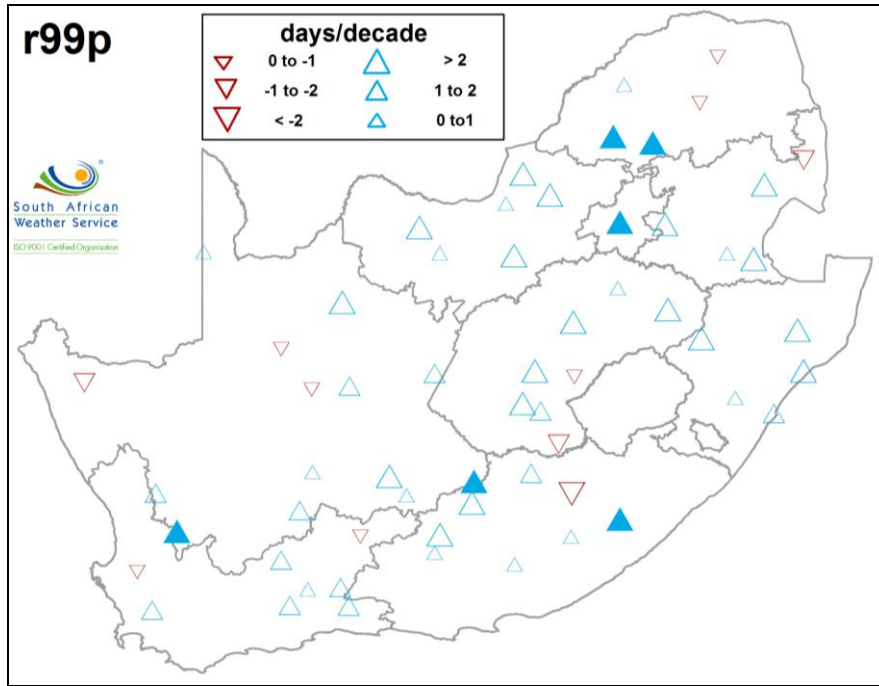 r99p
days/decade
0 to -1
> 2
-1 to -2
1 to 2
< -2
0 to1
South African
Weather Service
ISO 9001 Certified Organisation